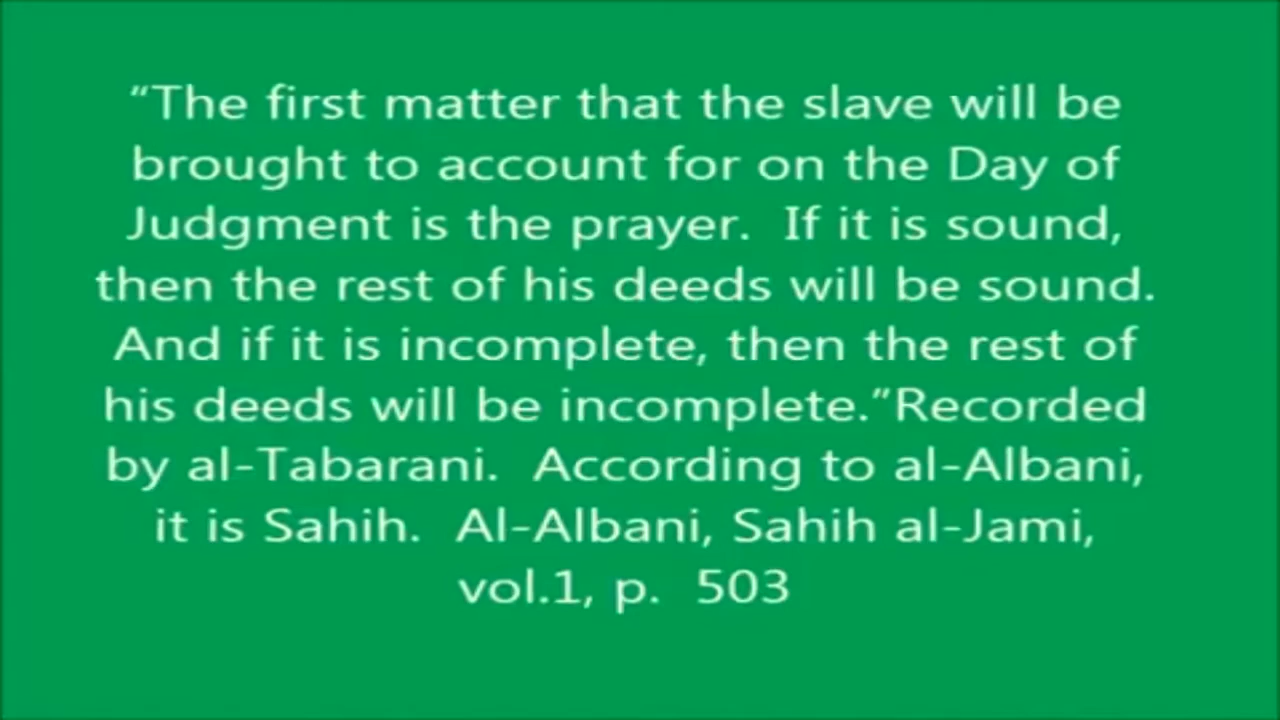 “The first matter that the slave will be
brought to account for on the Day of
Judgment is the prayer.  If it is sound,
then the rest of his deeds will be sound.
And if it is incomplete, then the rest of
his deeds will be incomplete.”Recorded
by al-Tabarani.  According to al-Albani,
it is Sahih.  Al-Albani, Sahih al-Jami,
vol.1, p.  503